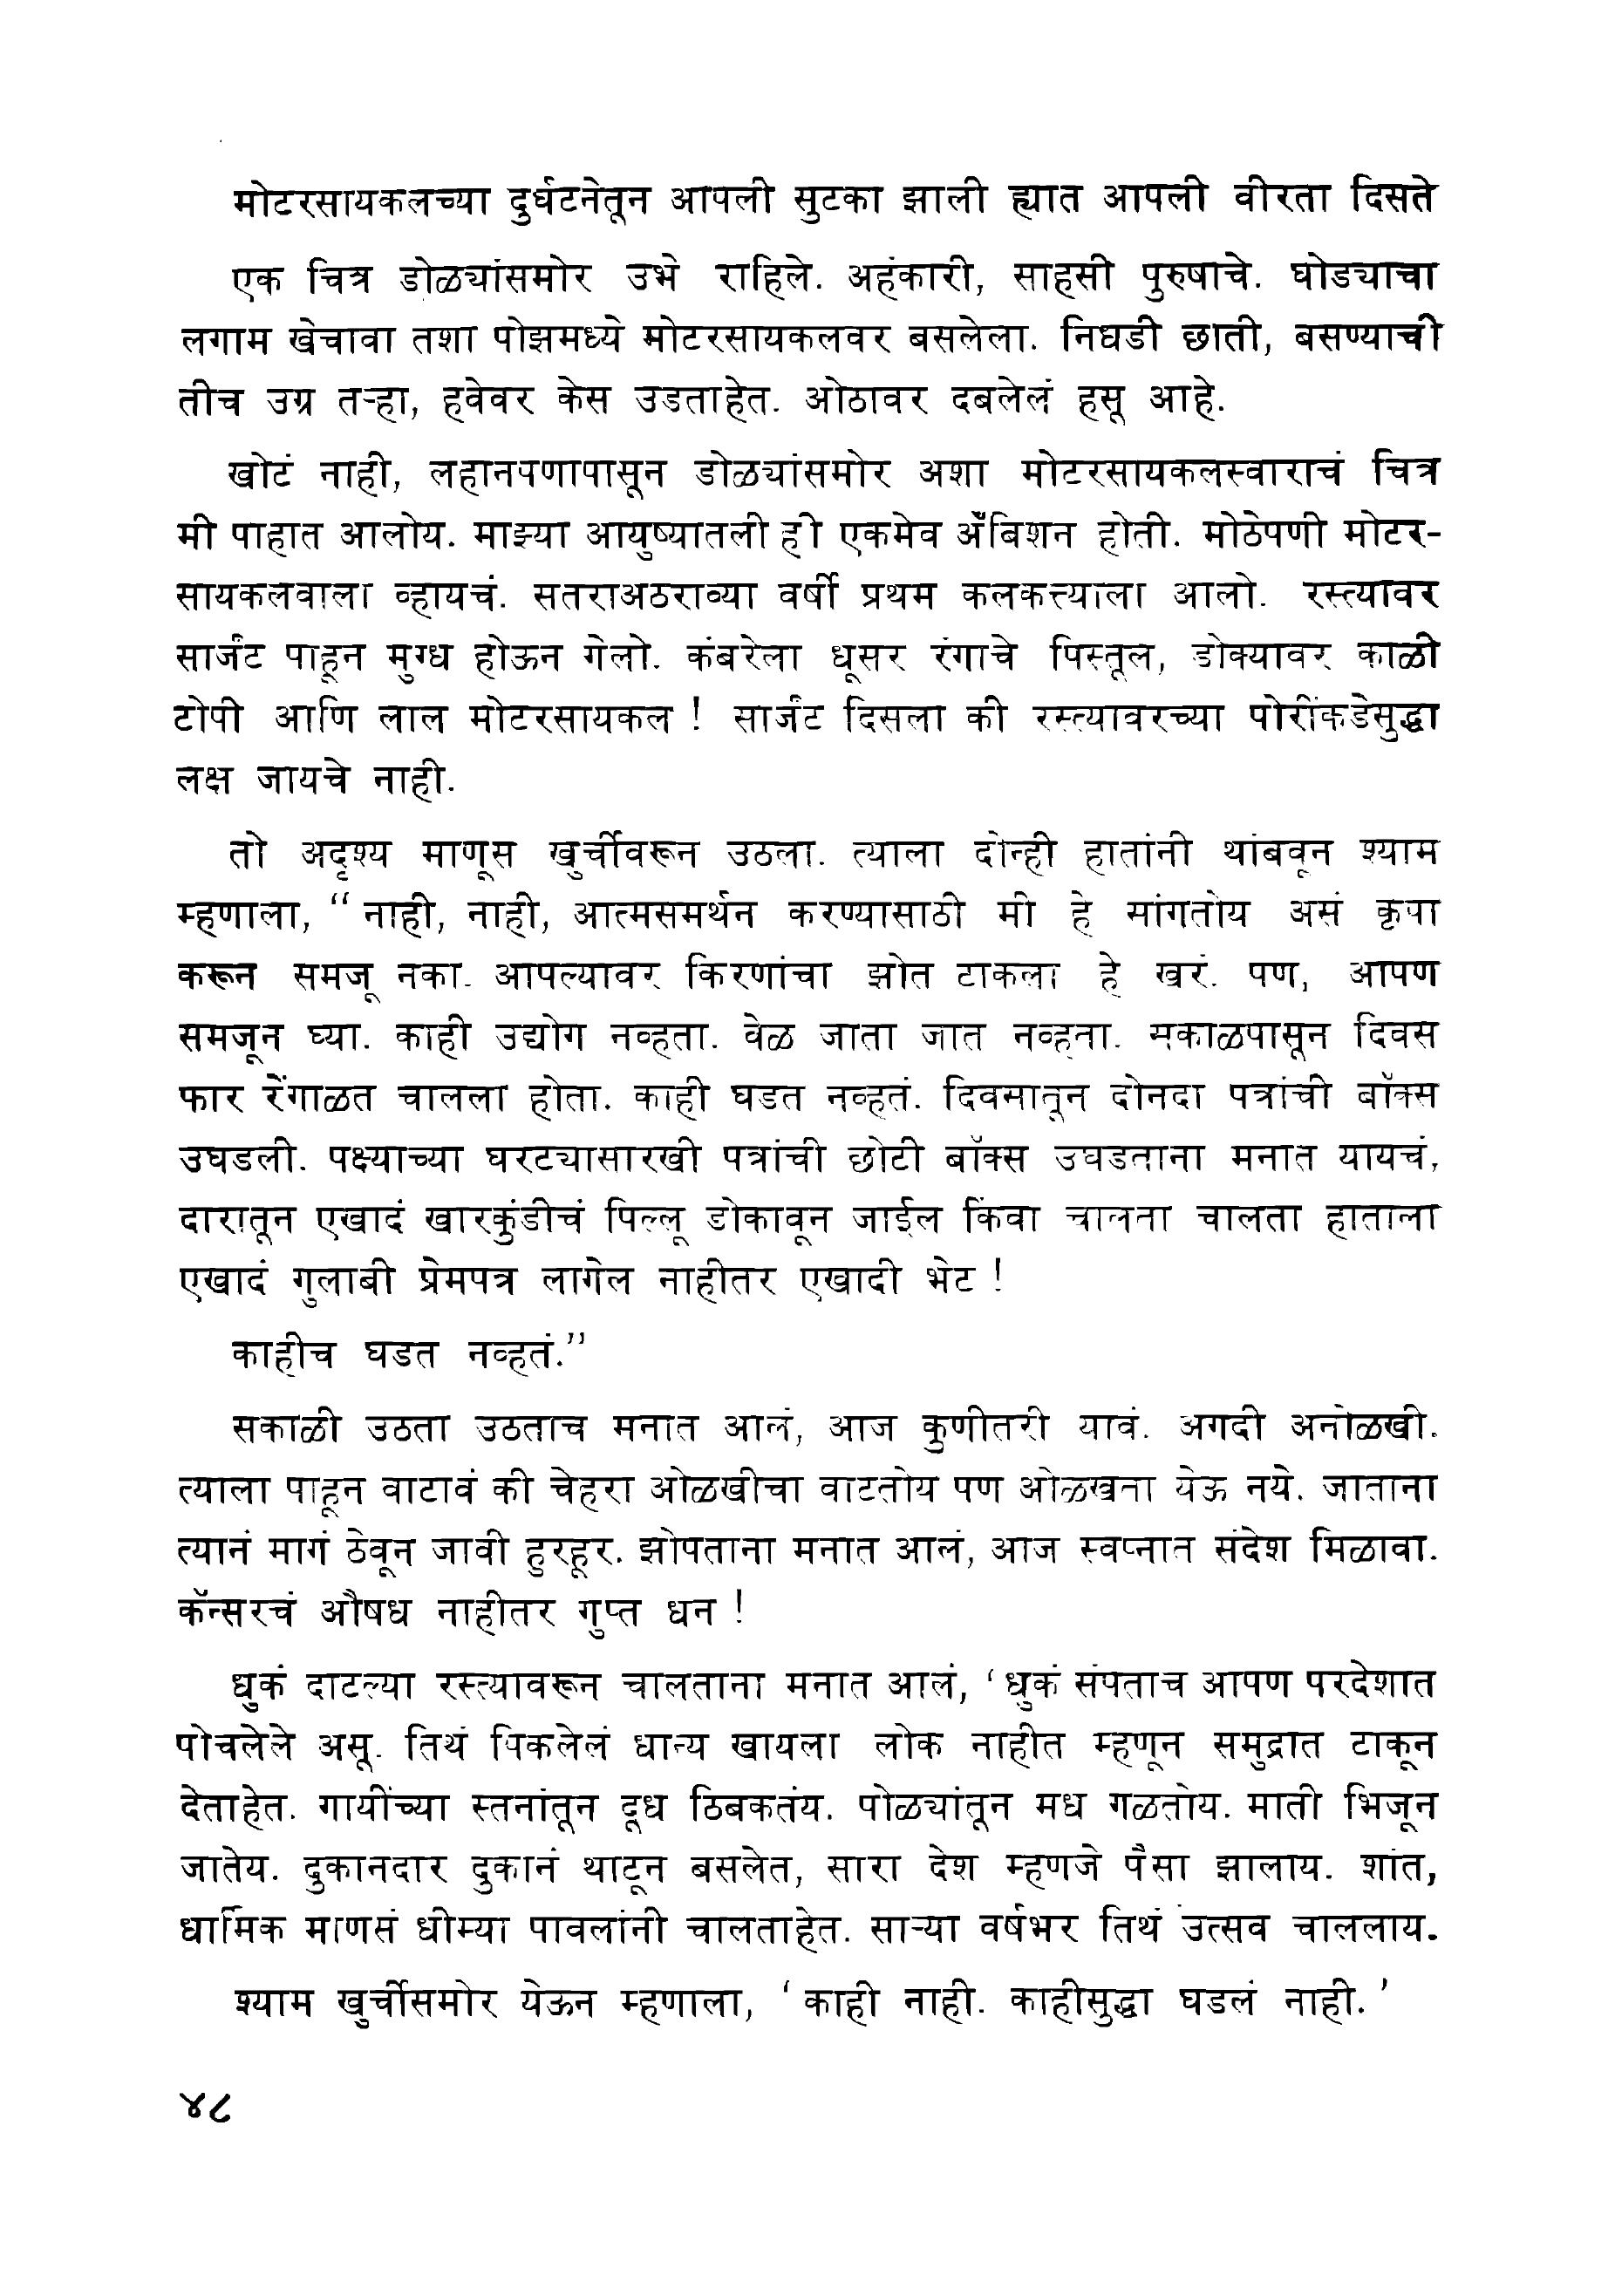 मोटरसायकलच्या दुर्घटनेतून आपली सुटका झाली ह्यात आपली वीरता दिसते
एक चित्र डोळ्यांसमोर उभे राहिले. अहंकारी, साहसी पुरुषाचे. घोड्याचा
लगाम खेचावा तशा पोझमध्ये मोटरसायकलवर बसलेला. निधडी छाती, बसण्याची
तीच उग्र तऱ्हा, हवेवर केस उडताहेत. ओठावर दबलेलं हसू आहे.
खोटं नाही, लहानपणापासून डोळ्यांसमोर अशा मोटरसायकलस्वाराचं चित्र
मी पाहात आलोय. माझ्या आयुष्यातली ही एकमेव अँबिशन होती. मोठेपणी मोटर-
सायकलवाला व्हायचं. सतराअठराव्या वर्षी प्रथम कलकत्त्याला आलो. रस्त्यावर
सार्जंट पाहून मुग्ध होऊन गेलो. कंबरेला धूसर रंगाचे पिस्तूल, डोक्यावर काळी
टोपी आणि लाल मोटरसायकल ! सार्जंट दिसला की रस्त्यावरच्या पोरींकडेसुद्धा
लक्ष जायचे नाही.
तो अदृश्य माणूस खुर्चीवरून उठला. त्याला दोन्ही हातांनी थांबवून श्याम
म्हणाला, “ नाही, नाही, आत्मसमर्थन करण्यासाठी मी हे सांगतोय असं कृपा
करून समजू नका. आपल्यावर किरणांचा झोत टाकला हे खरं. पण, आपण
समजून घ्या. काही उद्योग नव्हता. वेळ जाता जात नव्हता. सकाळपासून दिवस
फार रेंगाळत चालला होता. काही घडत नव्हतं. दिवसातून दोनदा पत्रांची बॉक्स
उघडली. पक्ष्याच्या घरट्यासारखी पत्रांची छोटी बॉक्स उघडताना मनात यायचं,
दारातून एखादं खारकुंडीचं पिल्लू डोकावून जाईल किंवा चालता चालता हाताला
एखादं गुलाबी प्रेमपत्र लागेल नाहीतर एखादी भेट !
काहीच घडत नव्हतं.”
सकाळी उठता उठताच मनात आलं, आज कुणीतरी यावं. अगदी अनोळखी.
त्याला पाहून वाटावं की चेहरा ओळखीचा वाटतोय पण ओळखता येऊ नये. जाताना
त्यानं मागं ठेवून जावी हुरहूर. झोपताना मनात आलं, आज स्वप्नात संदेश मिळावा.
कॅन्सरचं औषध नाहीतर गुप्त धन !
धुकं दाटल्या रस्त्यावरून चालताना मनात आलं, ‘ धुकं संपताच आपण परदेशात
पोचलेले असू. तिथं पिकलेलं धान्य खायला लोक नाहीत म्हणून समुद्रात टाकून
देताहेत. गायींच्या स्तनांतून दूध ठिबकतंय. पोळ्यांतून मध गळतोय. माती भिजून
जातेय. दुकानदार दुकानं थाटून बसलेत, सारा देश म्हणजे पैसा झालाय. शांत,
धार्मिक माणसं धीम्या पावलांनी चालताहेत. साऱ्या वर्षभर तिथं उत्सव चाललाय.
श्याम खुर्चीसमोर येऊन म्हणाला, ‘ काही नाही. काहीसुद्धा घडलं नाही. ’
४८